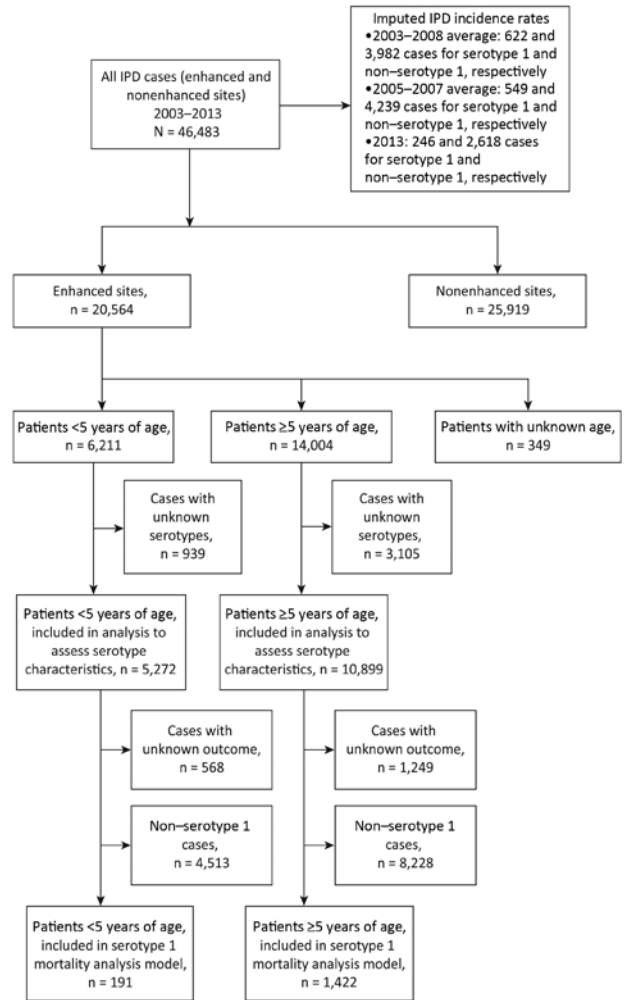 All IPD cases (enhanced and
nonenhanced sites)
2003–2013
N = 46,483
Imputed IPD incidence rates
•2003–2008 average: 622 and
3,982 cases for serotype 1 and
non–serotype 1, respectively
•2005–2007 average: 549 and
4,239 cases for serotype 1 and
non–serotype 1, respectively
•2013: 246 and 2,618 cases
for serotype 1 and
non–serotype 1, respectively
Enhanced sites,
n = 20,564
Nonenhanced sites,
n = 25,919
Patients <5 years of age,
n = 6,211
Patients ≥5 years of age,
n = 14,004
Patients with unknown age,
n = 349
Cases with
unknown
serotypes,
n = 939
Cases with
unknown
serotypes,
n = 3,105
Patients <5 years of age,
included in analysis to
assess serotype
characteristics, n = 5,272
Patients ≥5 years of age,
included in analysis to
assess serotype
characteristics, n = 10,899
Cases with
unknown outcome,
n = 568
Cases with
unknown outcome,
n = 1,249
Non–serotype 1
cases,
n = 4,513
Non–serotype 1
cases,
n = 8,228
Patients <5 years of age,
included in serotype 1
mortality analysis model,
n = 191
Patients ≥5 years of age,
included in serotype 1
mortality analysis model,
n = 1,422